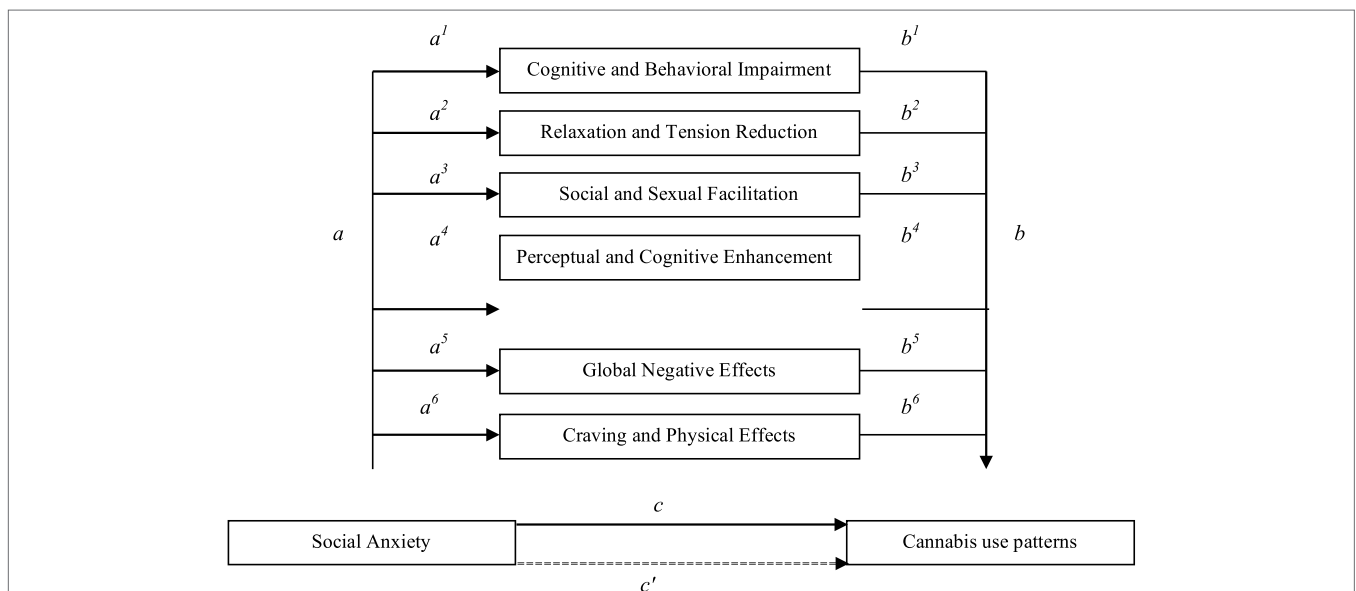 a1 b1
Cognitive and Behavioral Impairment
a2 b2
Relaxation and Tension Reduction
a3 b3
Social and Sexual Facilitation
a a4 b4 b
Perceptual and Cognitive Enhancement
a5 b5
Global Negative Effects
a6 b6
Craving and Physical Effects
c
Social Anxiety Cannabis use patterns
c'